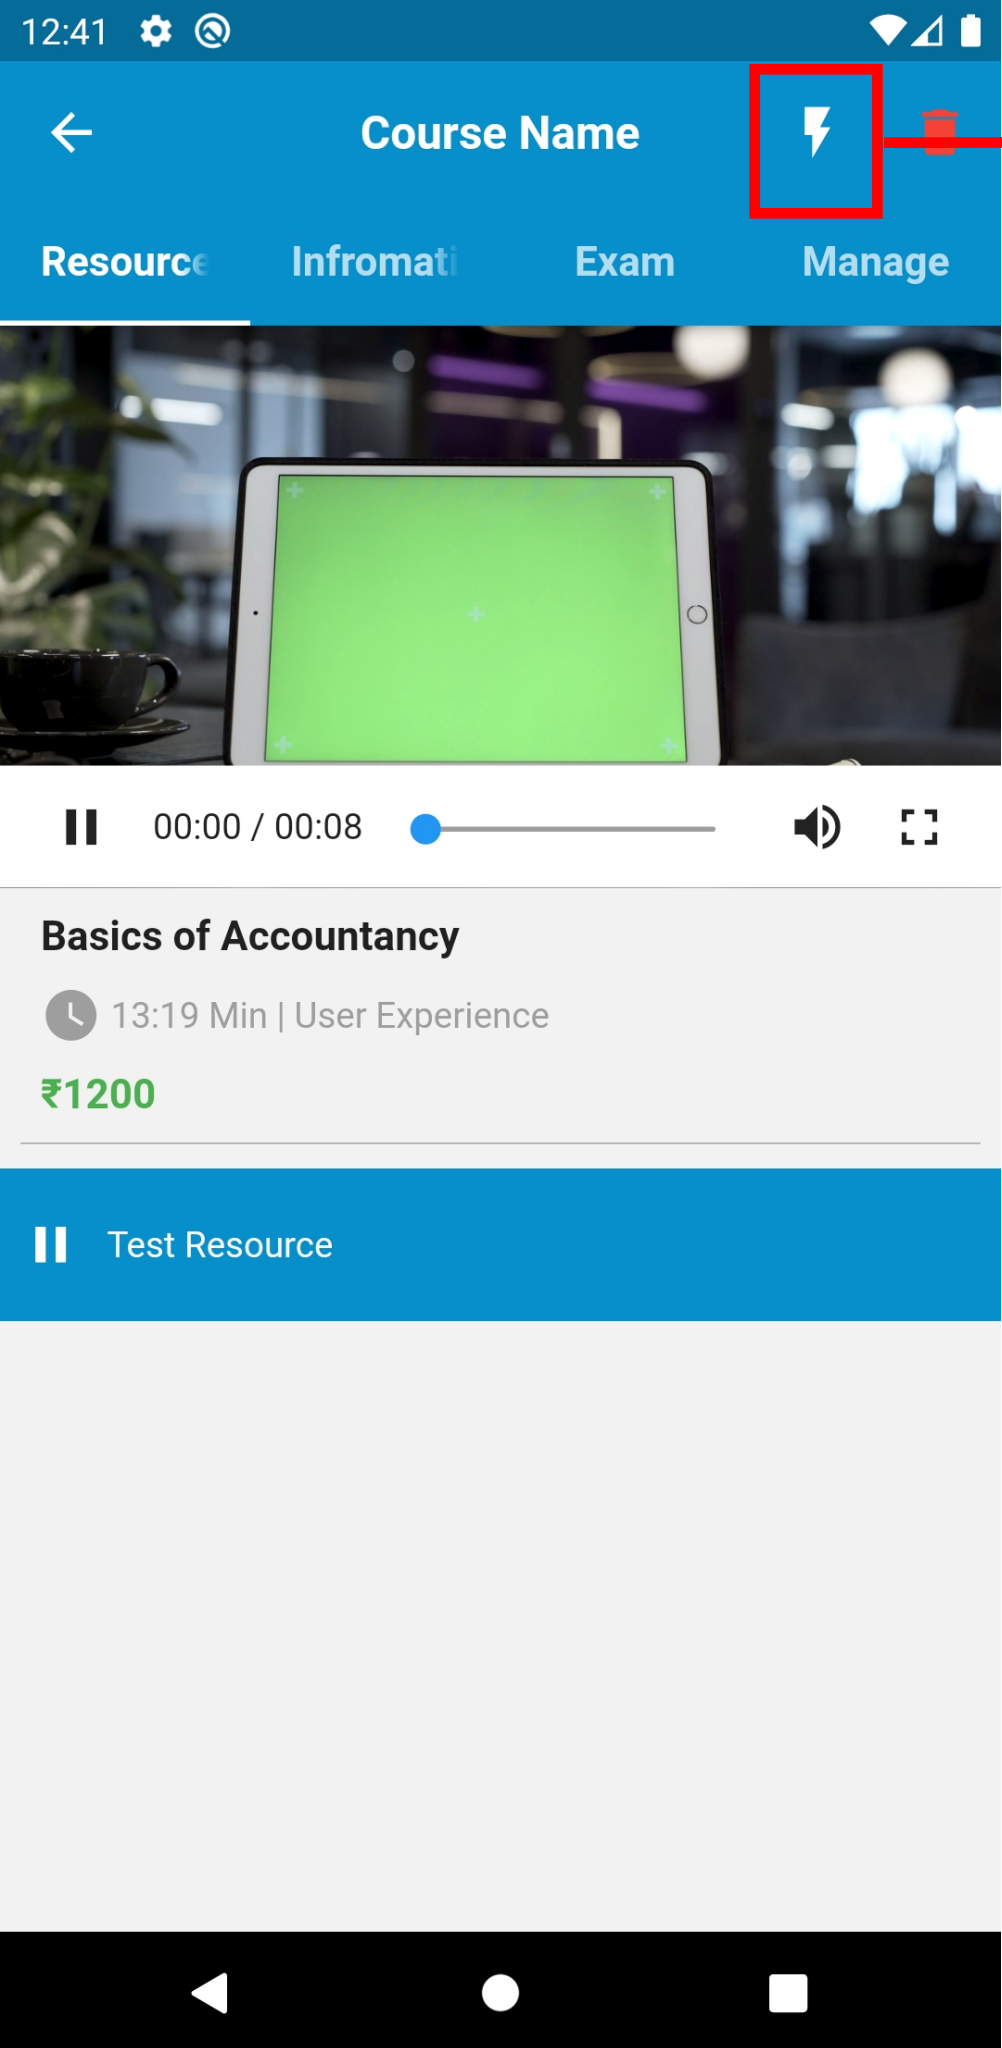 12:41
Course Name
Resource
Infromati
Exam
Manage
00:00 / 00:08
Basics of Accountancy
13:19 Min | User Experience
₹1200
Test Resource